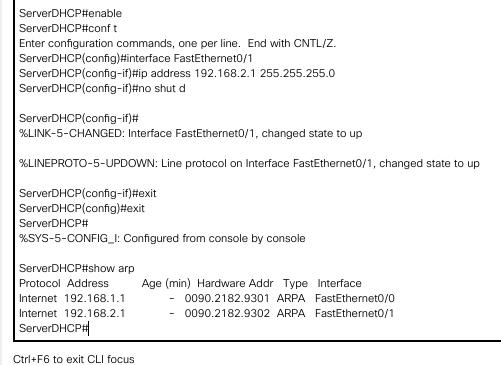 ServerDHCP#enable
ServerDHCP#conf t
Enter configuration commands, one per line. End with CNTL/Z.
ServerDHCP(config)#interface FastEthernet0/1
ServerDHCP(config-if)#ip address 192.168.2.1 255.255.255.0
ServerDHCP(config-if)#no shut d
ServerDHCP(config-if)#
%LINK-5-CHANGED: Interface FastEthernet0/1, changed state to up
%LINEPROTO-5-UPDOWN: Line protocol on Interface FastEthernet0/1, changed state to up
ServerDHCP(config-if)#exit
ServerDHCP(config)#exit
ServerDHCP#
%SYS-5-CONFIG_I: Configured from console by console
ServerDHCP#show arp
Protocol Address Age (min) Hardware Addr Type Interface
Internet 192.168.1.1 - 0090.2182.9301 ARPA FastEthernet0/0
Internet 192.168.2.1 - 0090.2182.9302 ARPA FastEthernet0/1
ServerDHCP#
Ctrl+F6 to exit CLI focus